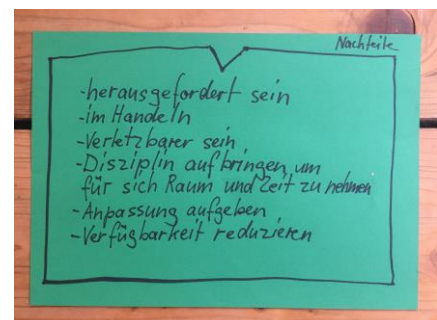 Nachteile
-herausgefordert sein
-im Handeln
-Verletzbarer sein
-Disziplin aufbringen, um
für sich Raum und Zeit zu nehmen
-Anpassung aufgeben
-Verfügbarkeit reduzieren